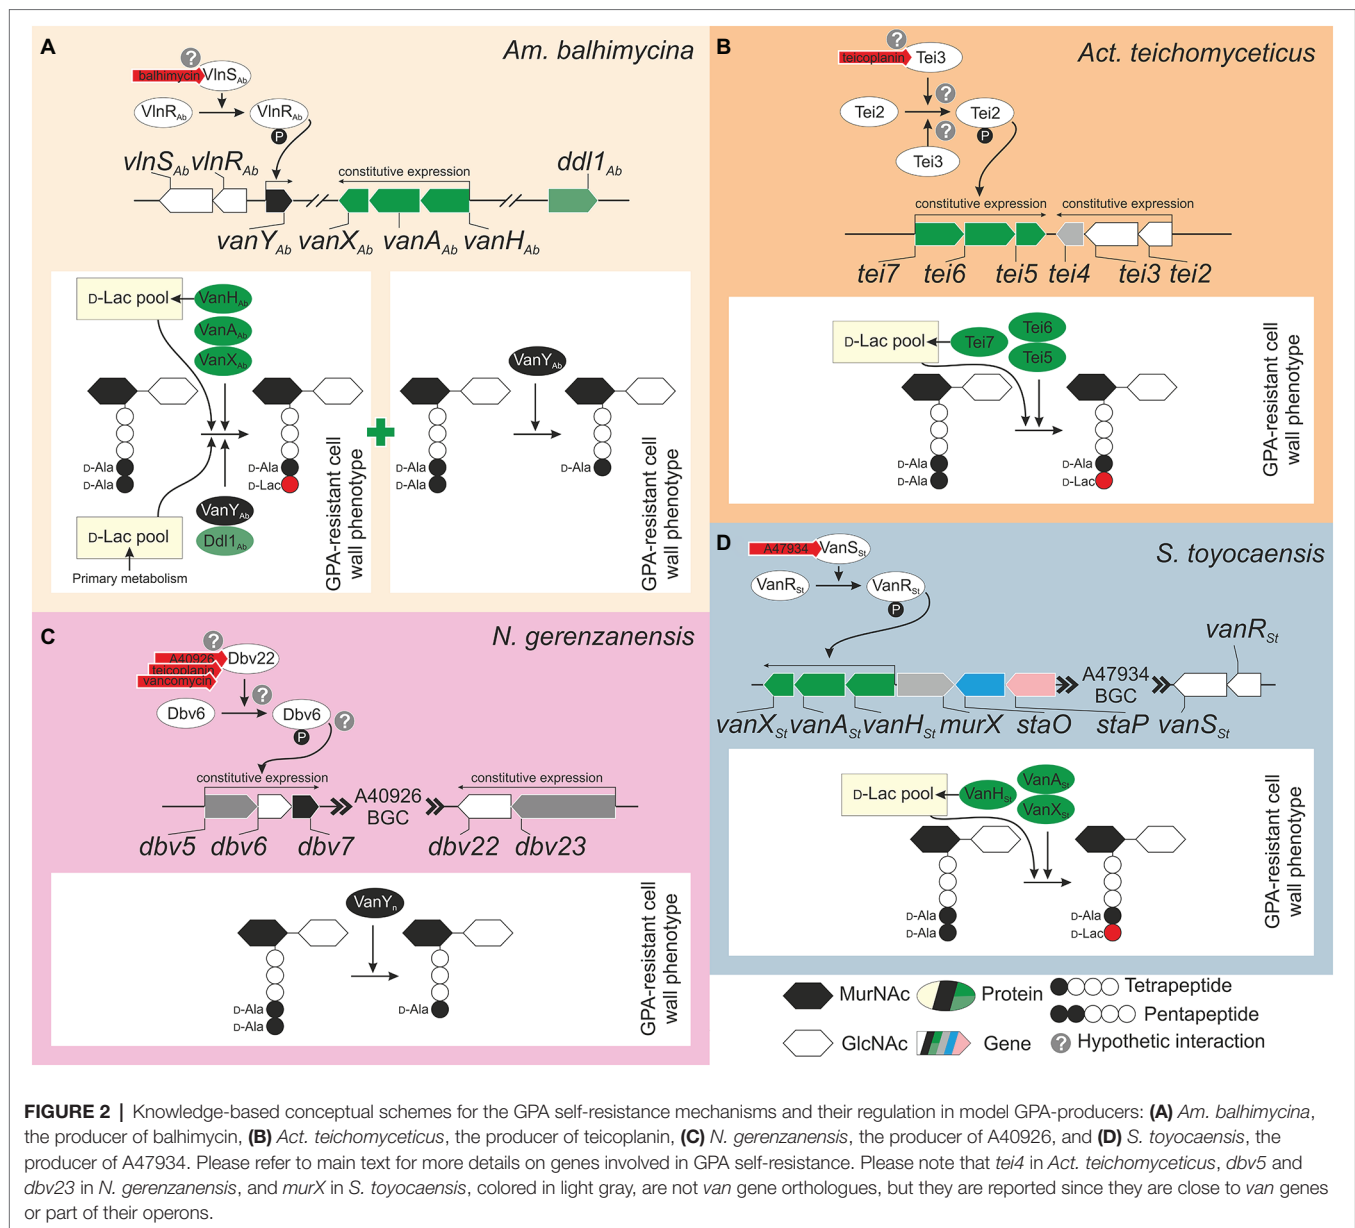 A
Am. balhimycina
?
balhimycin
VlnSAb
VlnRAb
VlnRAb
P
vlnSAb
vlnRAb
constitutive expression
ddl1Ab
vanYAb
vanXAb
vanAAb
vanHAb
D-Lac pool
VanHAb
VanAAb
VanXAb
D-Ala
D-Ala
D-Ala
D-Lac
VanYAb
Ddl1Ab
D-Lac pool
Primary metabolism
GPA-resistant cell
wall phenotype
VanYAb
D-Ala
D-Ala
D-Ala
GPA-resistant cell
wall phenotype
B
Act. teichomyceticus
?
teicoplanin
Tei3
?
Tei2
Tei2
P
?
Tei3
constitutive expression
constitutive expression
tei7
tei6
tei5
tei4
tei3
tei2
D-Lac pool
Tei7
Tei6
Tei5
D-Ala
D-Ala
D-Ala
D-Lac
GPA-resistant cell
wall phenotype
C
N. gerenzanensis
?
A40926
teicoplanin
vancomycin
Dbv22
?
Dbv6
Dbv6
P
?
constitutive expression
constitutive expression
A40926
BGC
dbv5
dbv6
dbv7
dbv22
dbv23
VanYn
D-Ala
D-Ala
D-Ala
GPA-resistant cell
wall phenotype
D
S. toyocaensis
A47934
VanSSt
VanRSt
VanRSt
P
vanRSt
A47934
BGC
vanXSt
vanASt
vanHSt
murX
staO
staP
vanSSt
D-Lac pool
VanHSt
VanASt
VanXSt
D-Ala
D-Ala
D-Ala
D-Lac
GPA-resistant cell
wall phenotype
MurNAc
Protein
Tetrapeptide
Pentapeptide
GlcNAc
Gene
? Hypothetic interaction
FIGURE 2 | Knowledge-based conceptual schemes for the GPA self-resistance mechanisms and their regulation in model GPA-producers: (A) Am. balhimycina,
the producer of balhimycin, (B) Act. teichomyceticus, the producer of teicoplanin, (C) N. gerenzanensis, the producer of A40926, and (D) S. toyocaensis, the
producer of A47934. Please refer to main text for more details on genes involved in GPA self-resistance. Please note that tei4 in Act. teichomyceticus, dbv5 and
dbv23 in N. gerenzanensis, and murX in S. toyocaensis, colored in light gray, are not van gene orthologues, but they are reported since they are close to van genes
or part of their operons.